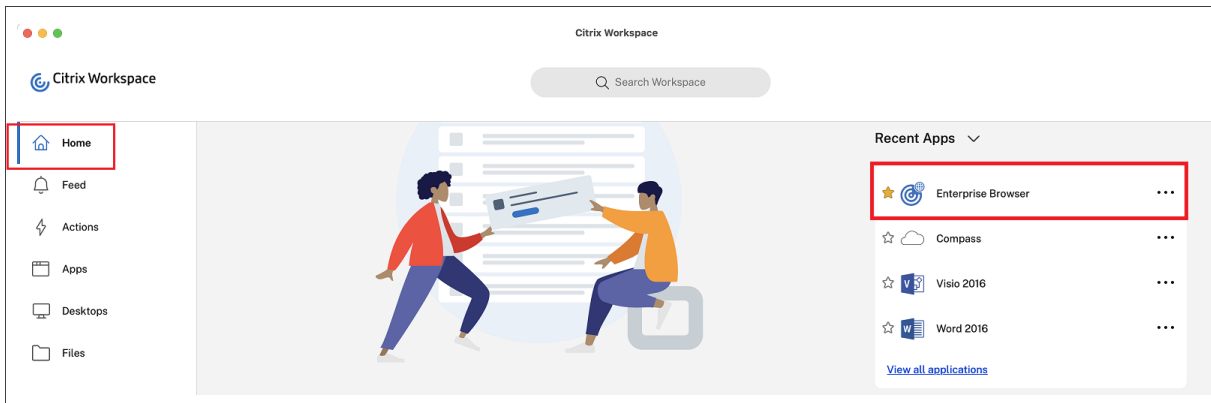 Citrix Workspace
Citrix Workspace
Search Workspace
Home
Feed
Actions
Apps
Desktops
Files
Recent Apps
Enterprise Browser
Compass
Visio 2016
Word 2016
View all applications